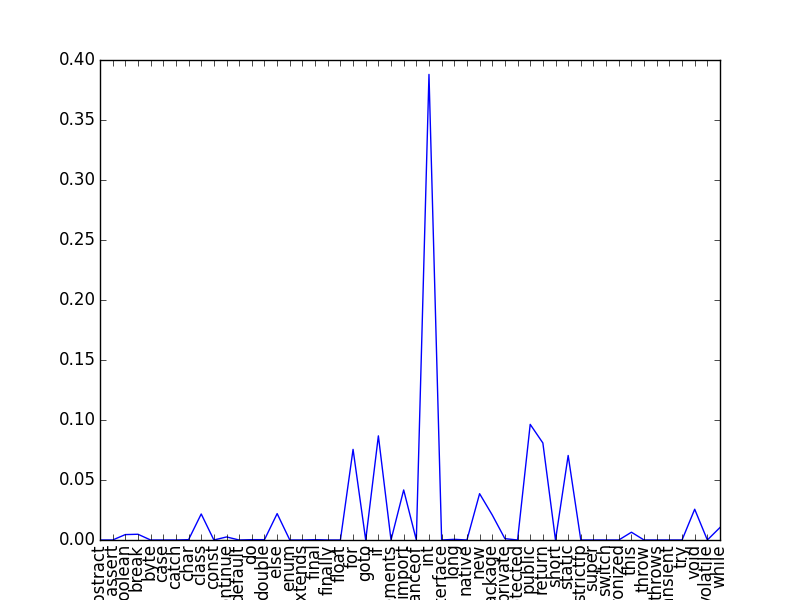 0.40
0.35
0.30
0.25
0.20
0.15
0.10
0.05
0.00
bstract
assert
oolean
break
byte
case
catch
char
class
const
ntinue
default
do
double
else
enum
xtends
final
finally
float
for
goto
if
ments
import
anceof
int
erface
long
native
new
ackage
private
tected
public
return
short
static
strictfp
super
switch
onized
this
throw
throws
ansient
try
void
volatile
while